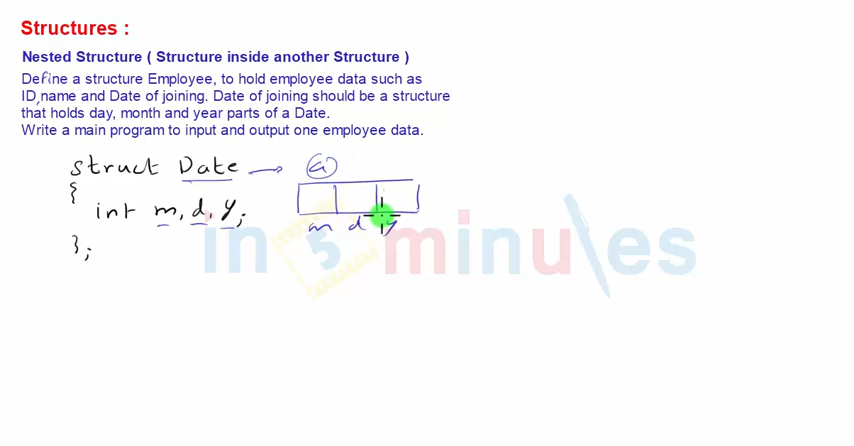 Structures :
Nested Structure ( Structure inside another Structure )
Define a structure Employee, to hold employee data such as
ID,name and Date of joining. Date of joining should be a structure
that holds day, month and year parts of a Date.
Write a main program to input and output one employee data.
struct Date →
{
int m, d, y;
m d y
};
in 5 minutes